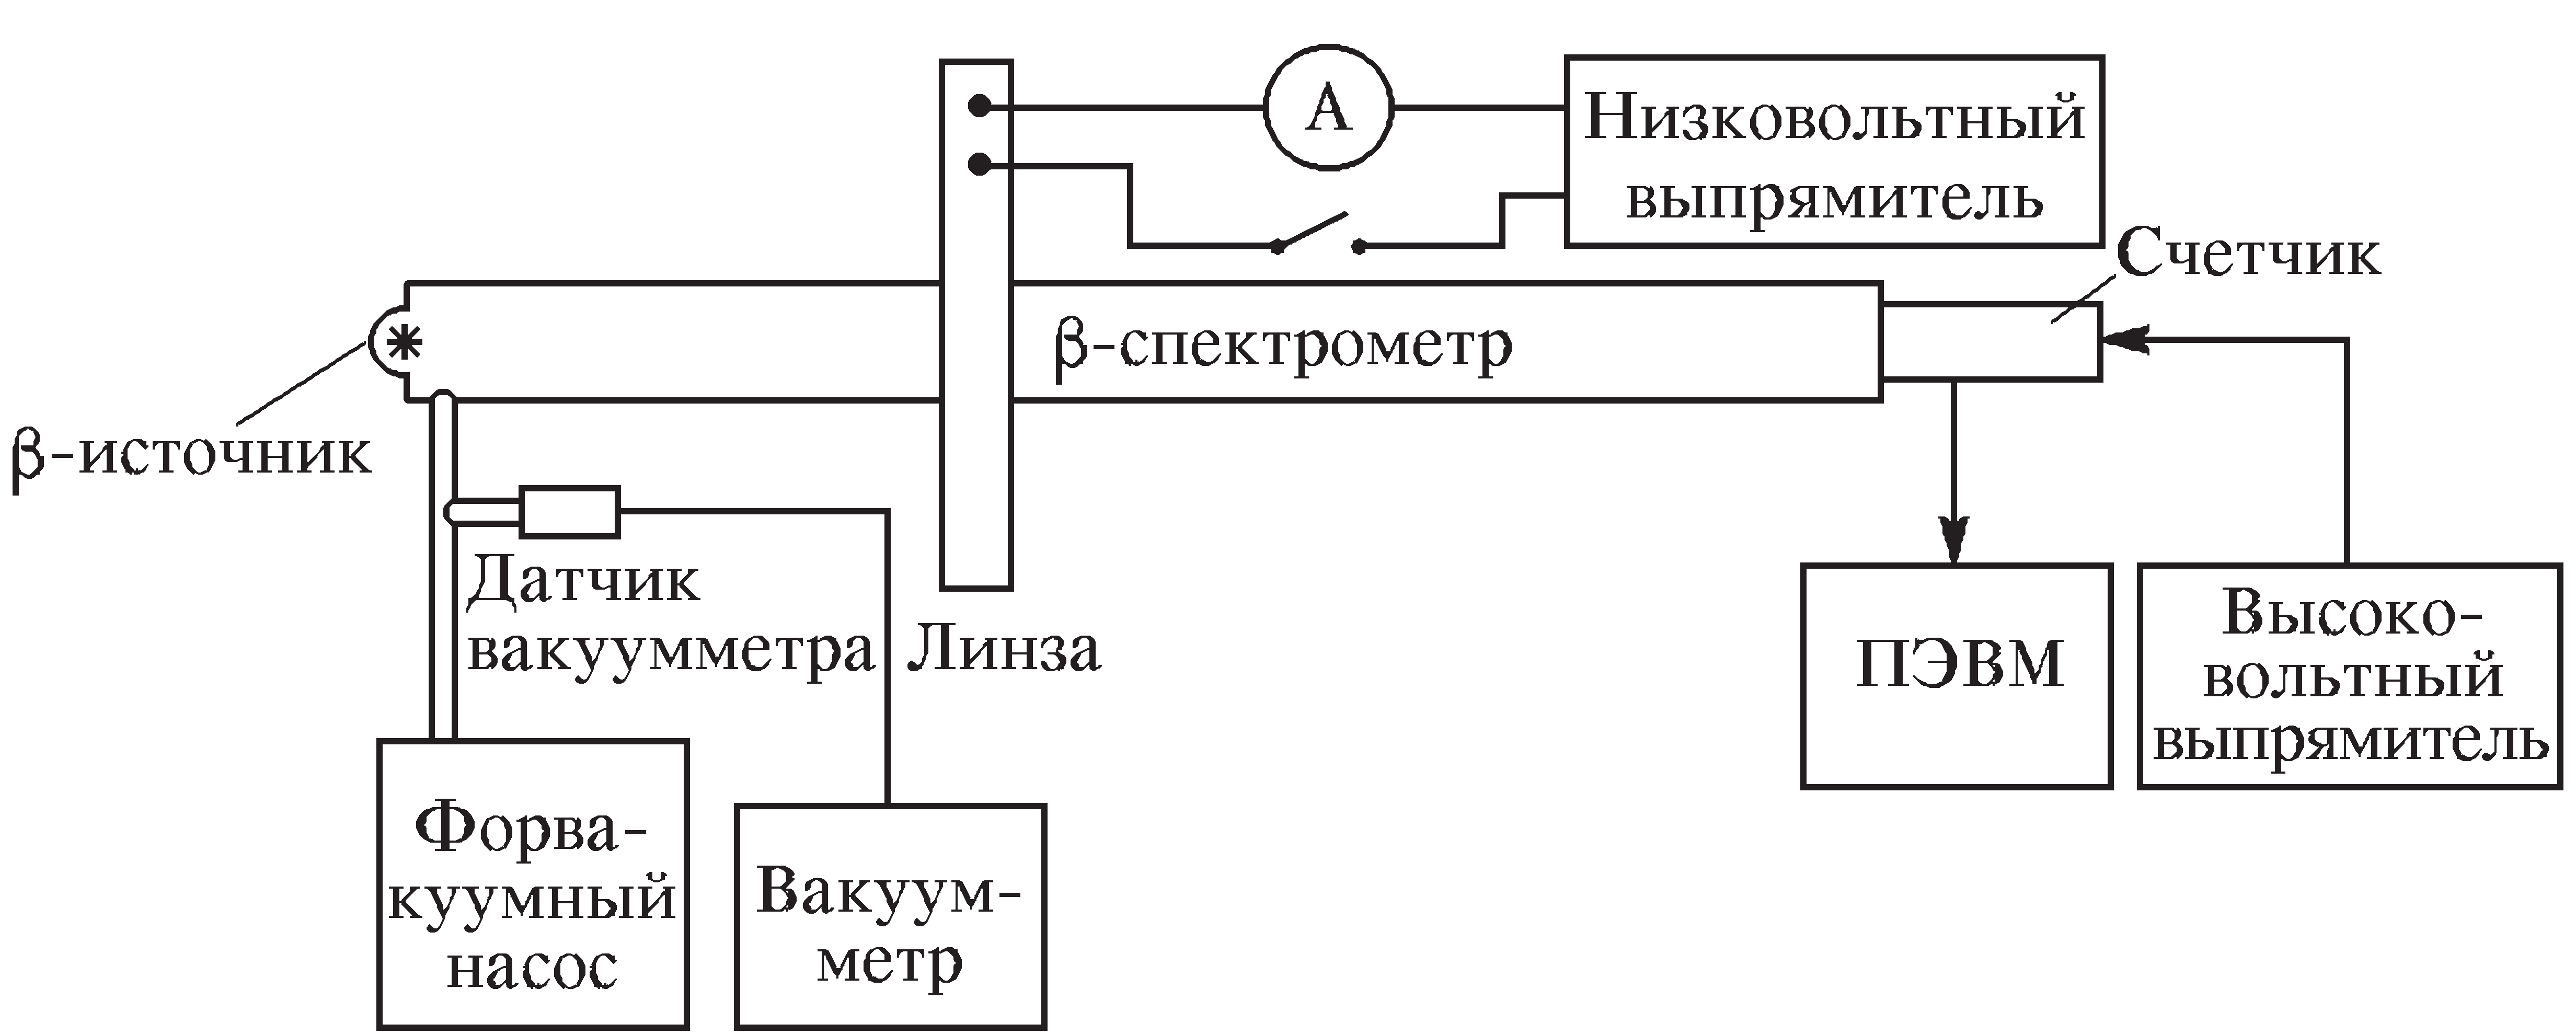 А
Низковольтный
выпрямитель
Счетчик
β-спектрометр
β-источник
Датчик
вакуумметра
Линза
ПЭВМ
Высоко-
вольтный
выпрямитель
Форва-
куумный
насос
Вакуум-
метр